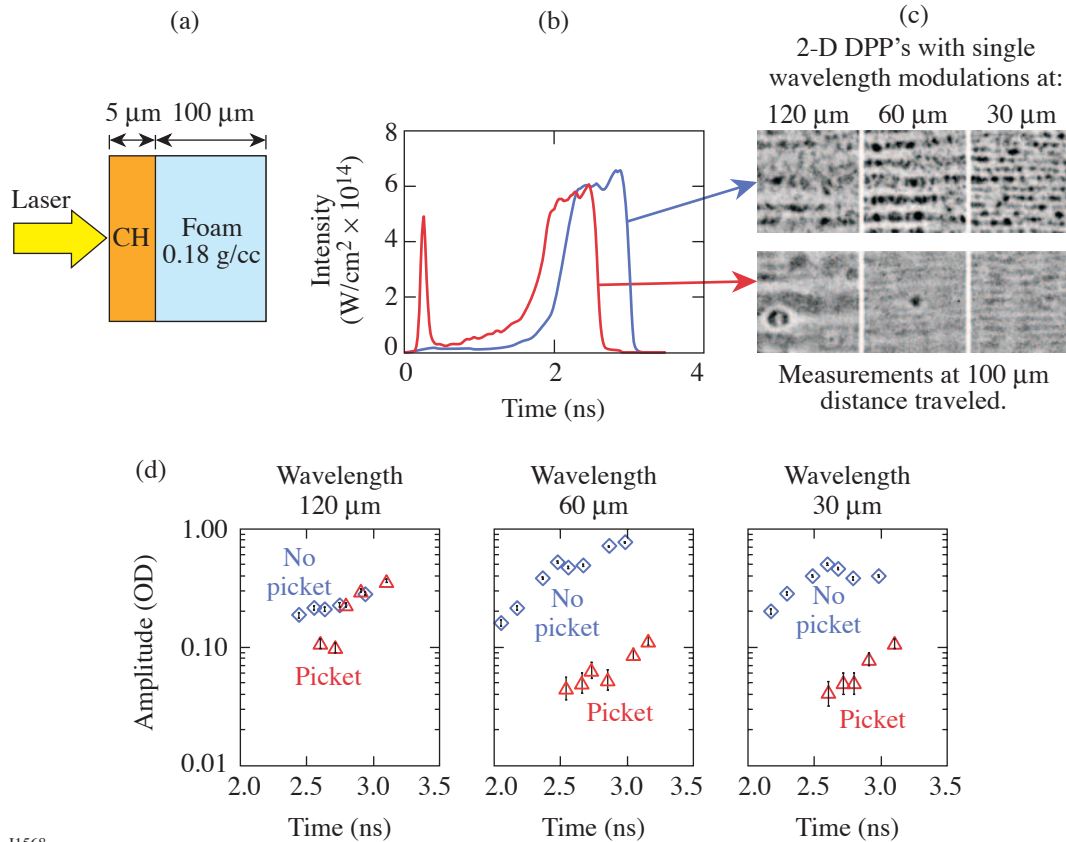 (a)
(b)
(c)
5 μm 100 μm
Laser
CH
Foam
0.18 g/cc
Intensity
(W/cm² × 10¹⁴)
8
6
4
2
0
0 2 4
Time (ns)
2-D DPP's with single
wavelength modulations at:
120 μm 60 μm 30 μm
Measurements at 100 μm
distance traveled.
(d)
Wavelength
120 μm
Wavelength
60 μm
Wavelength
30 μm
Amplitude (OD)
1.00
0.10
0.01
No
picket
Picket
No
picket
Picket
No
picket
Picket
2.0 2.5 3.0 3.5
2.0 2.5 3.0 3.5
2.0 2.5 3.0 3.5
Time (ns)
Time (ns)
Time (ns)